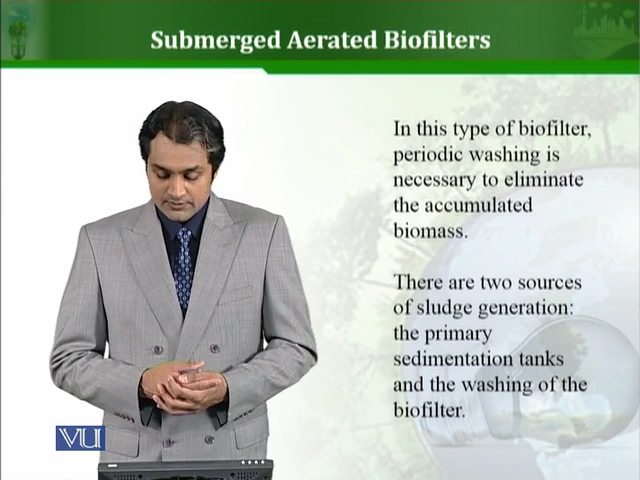 Submerged Aerated Biofilters
In this type of biofilter,
periodic washing is
necessary to eliminate
the accumulated
biomass.
There are two sources
of sludge generation:
the primary
sedimentation tanks
and the washing of the
biofilter.
VU